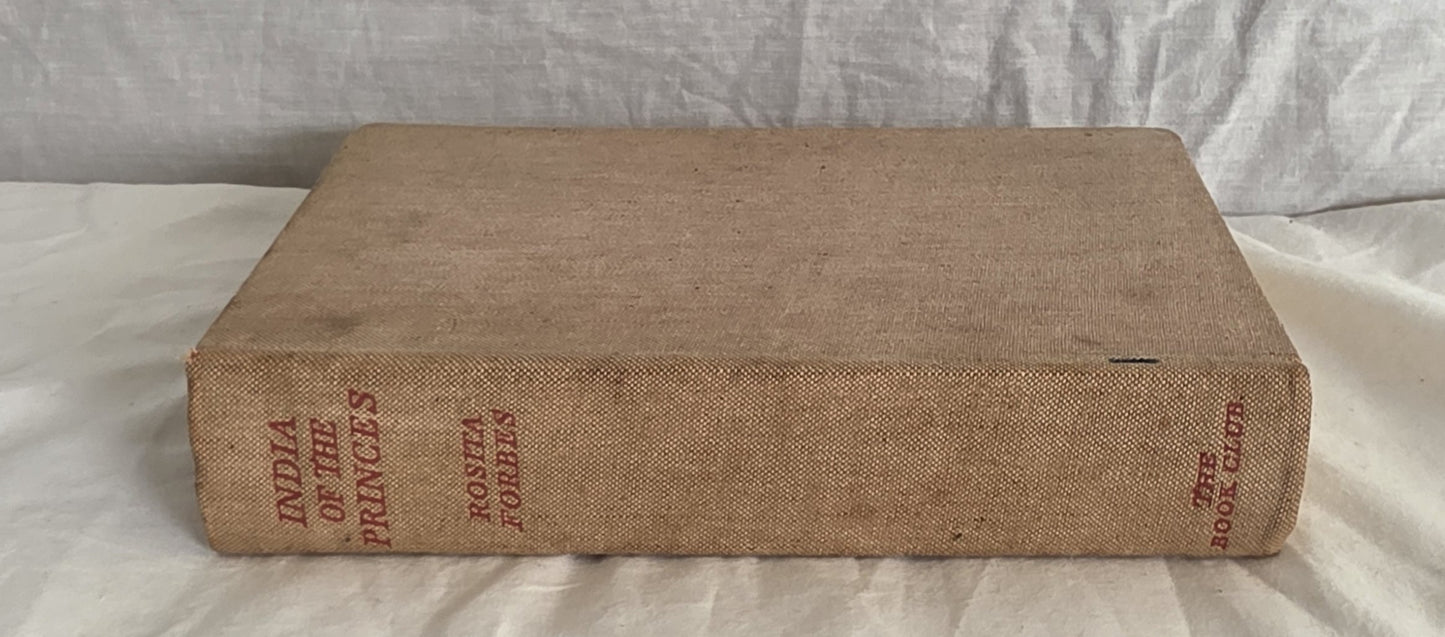 INDIA
OF THE
PRINCES
ROSITA
FORBES
THE
BOOK CLUB